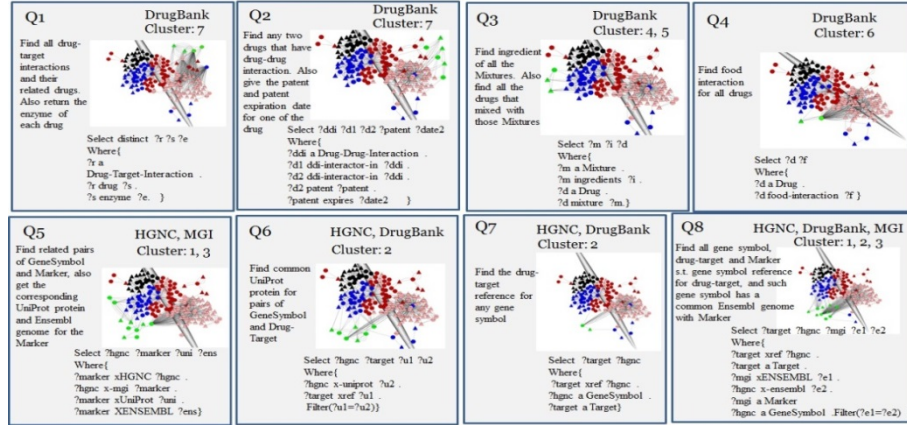 Q1
DrugBank
Cluster: 7
Find all drug-
target
interactions
and their
related drugs.
Also return the
enzyme of
each drug
Select distinct ?r ?s ?e
Where{
?r a
Drug-Target-Interaction .
?r drug ?s .
?s enzyme ?e. }
Q2
DrugBank
Cluster: 7
Find any two
drugs that have
drug-drug
interaction. Also
give the patent
and patent
expiration date
for one of the
drug
Select ?ddi ?d1 ?d2 ?patent ?date2
Where{
?ddi a Drug-Drug-Interaction .
?d1 ddi-interactor-in ?ddi .
?d2 ddi-interactor-in ?ddi .
?d2 patent ?patent .
?patent expires ?date2 }
Q3
DrugBank
Cluster: 4, 5
Find ingredient
of all the
Mixtures. Also
find all the
drugs that
mixed with
those Mixtures
Select ?m ?i ?d
Where{
?m a Mixture .
?m ingredients ?i .
?d a Drug .
?d mixture ?m.}
Q4
DrugBank
Cluster: 6
Find food
interaction
for all drugs
Select ?d ?f
Where{
?d a Drug .
?d food-interaction ?f }
Q5
HGNC, MGI
Cluster: 1, 3
Find related pairs
of GeneSymbol
and Marker, also
get the
corresponding
UniProt protein
and Ensembl
genome for the
Marker
Select ?hgnc ?marker ?uni ?ens
Where{
?marker xHGNC ?hgnc .
?hgnc x-mgi ?marker .
?marker xUniProt ?uni .
?marker XENSEMBL ?ens}
Q6
HGNC, DrugBank
Cluster: 2
Find common
UniProt
protein for
pairs of
GeneSymbol
and Drug-
Target
Select ?hgnc ?target ?u1 ?u2
Where{
?hgnc x-uniprot ?u2 .
?target xref ?u1 .
Filter(?u1=?u2)}
Q7
HGNC, DrugBank
Cluster: 2
Find the drug-
target
reference for
any gene
symbol
Select ?target ?hgnc
Where{
?target xref ?hgnc .
?hgnc a GeneSymbol .
?target a Target}
Q8
HGNC, DrugBank, MGI
Cluster: 1, 2, 3
Find all gene symbol,
drug-target and Marker
s.t. gene symbol reference
for drug-target, and such
gene symbol has a
common Ensembl genome
with Marker
Select ?target ?hgnc ?mgi ?e1 ?e2
Where{
?target xref ?hgnc .
?target a Target .
?mgi xENSEMBL ?e1 .
?hgnc x-ensembl ?e2 .
?mgi a Marker
?hgnc a GeneSymbol .Filter(?e1=?e2)